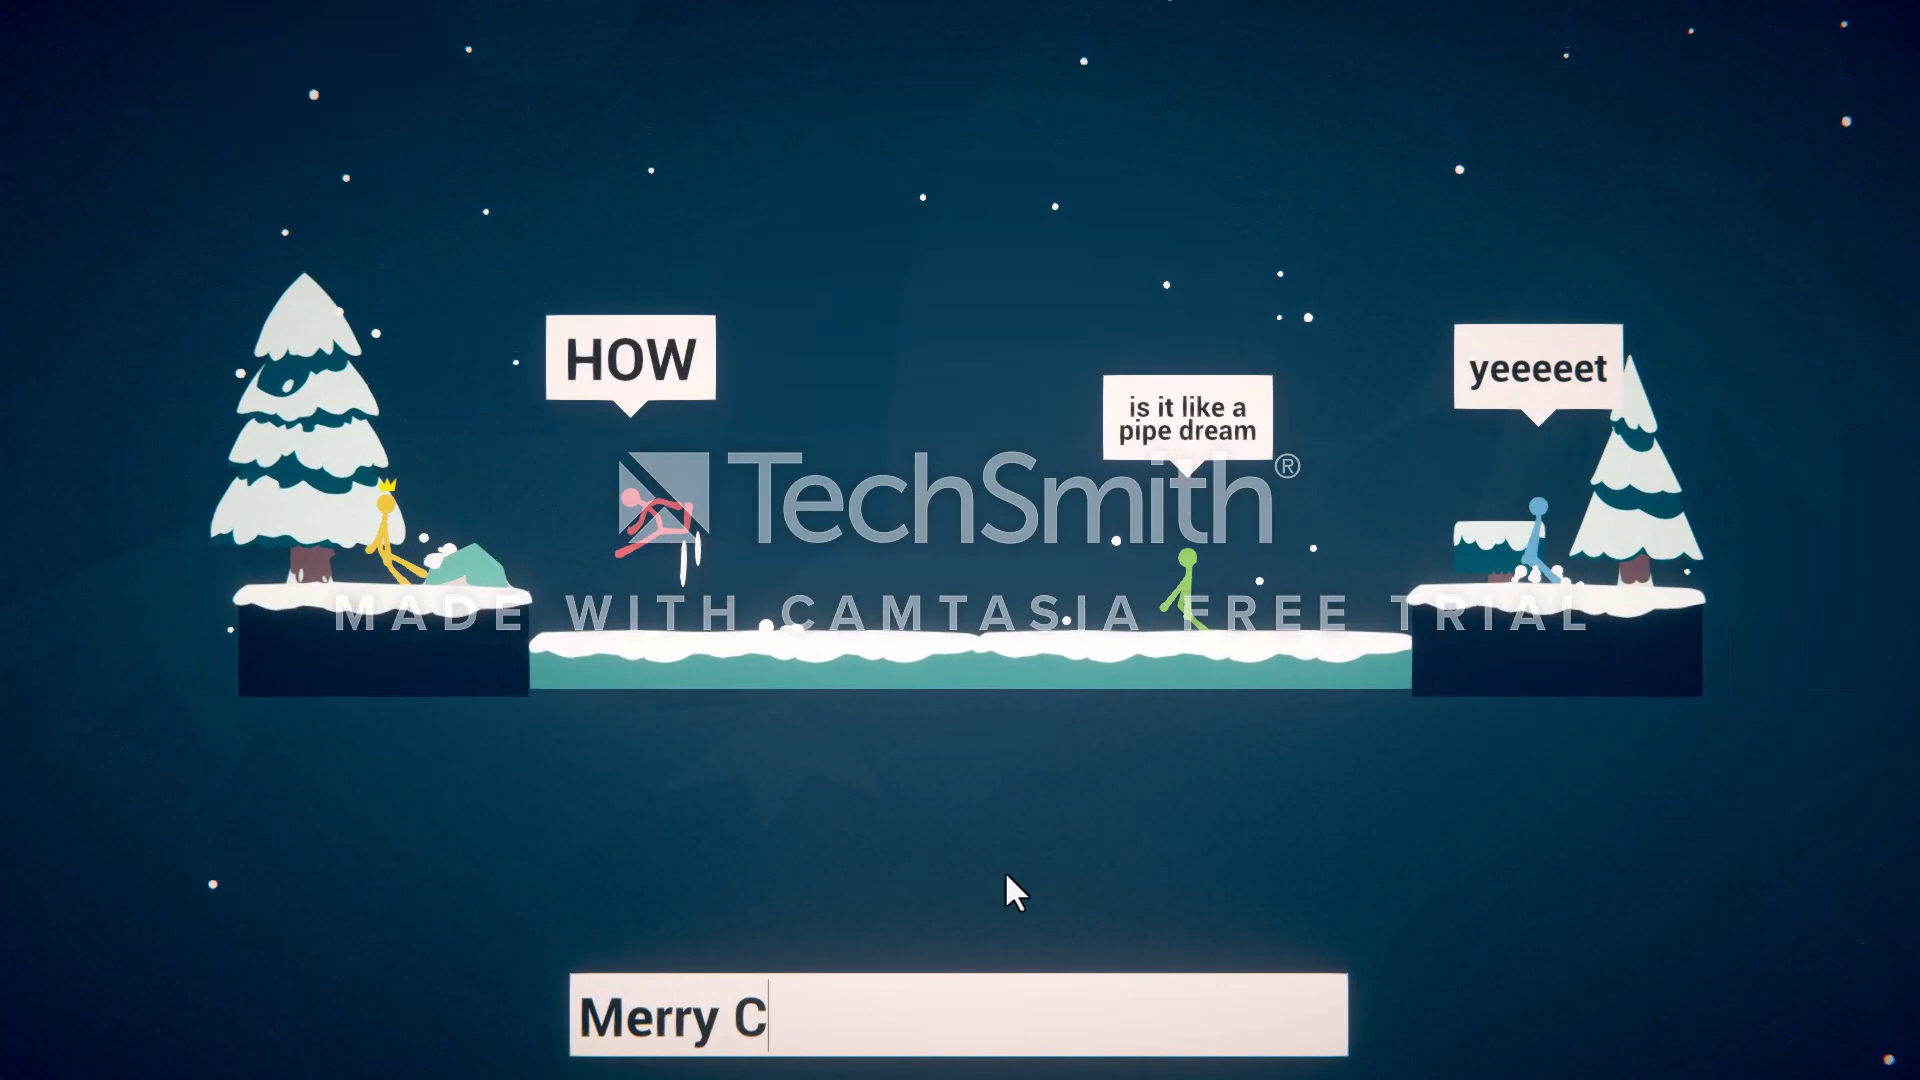 HOW
is it like a
pipe dream
yeeeeet
TechSmith®
MADE WITH CAMTASIA FREE TRIAL
Merry C